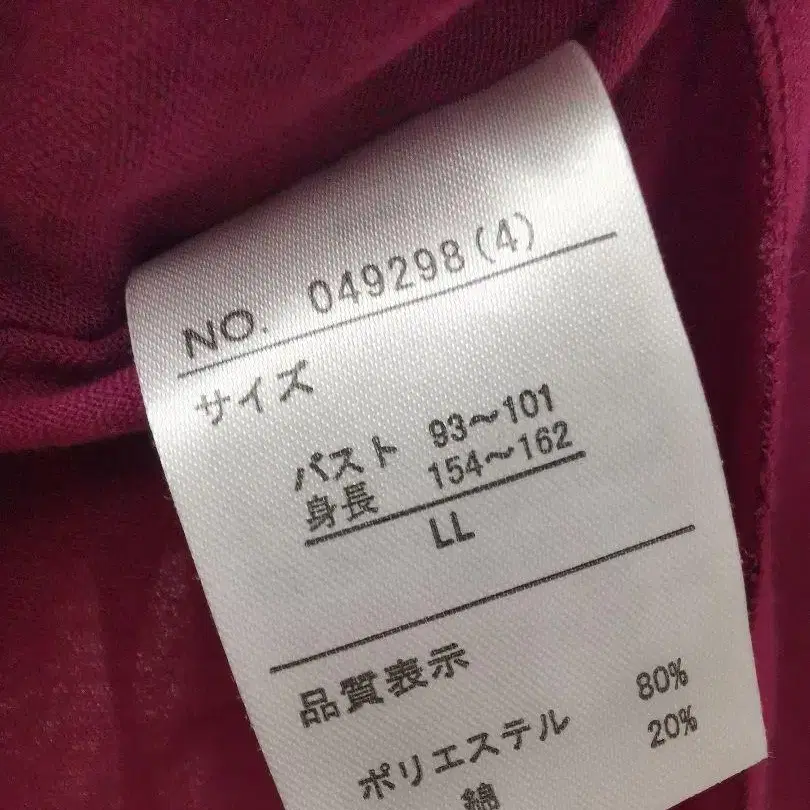 NO. 049298(4)
サイズ
バスト 93～101
身長 154～162
LL
品質表示
ポリエステル 80%
綿 20%